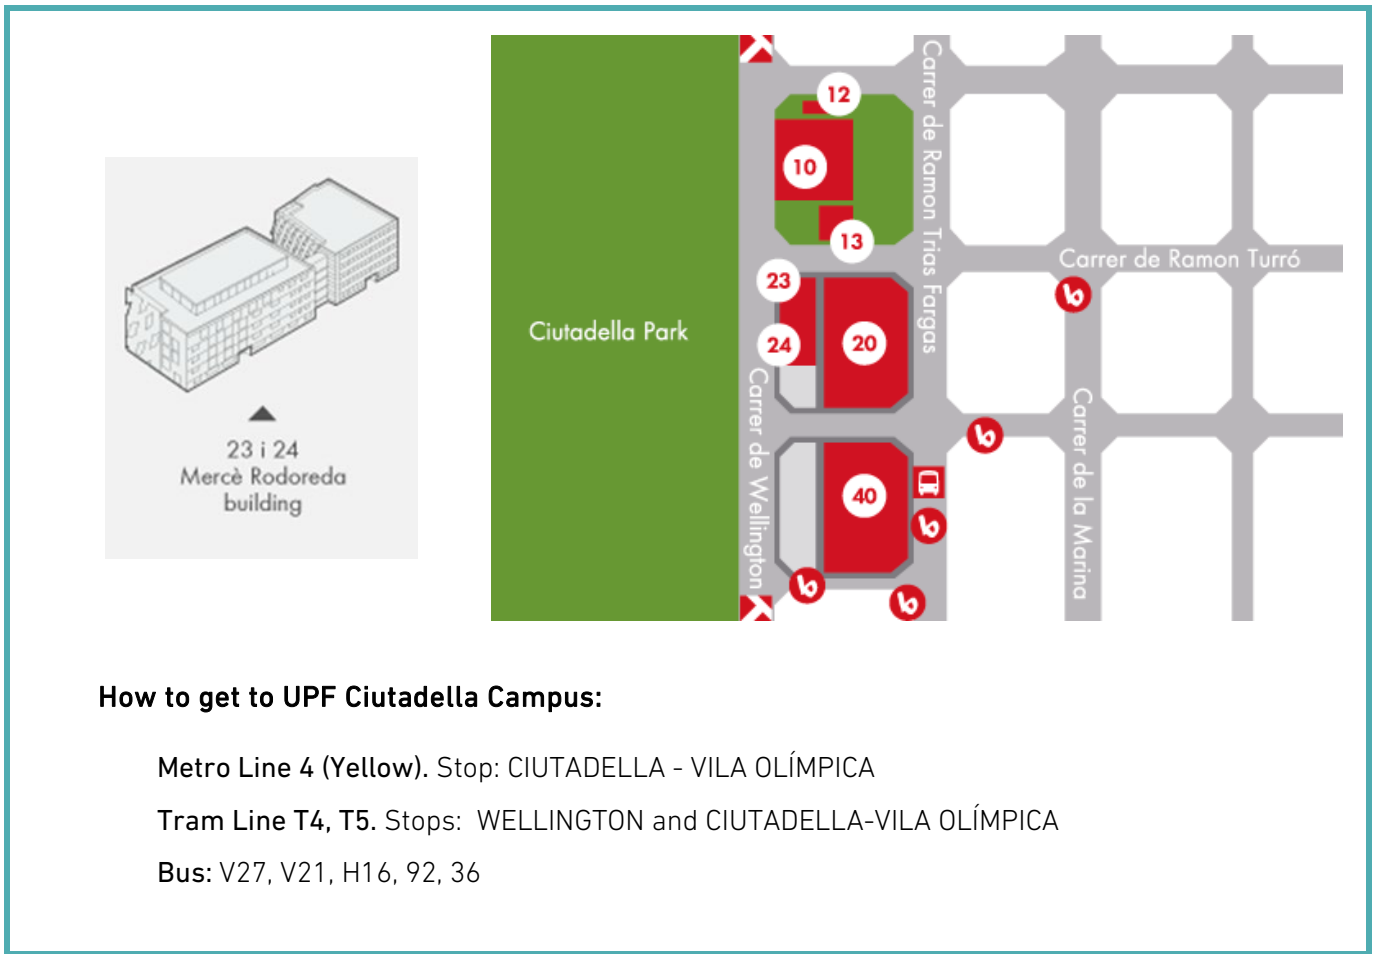 23 i 24
Mercè Rodoreda
building
12
10
13
23
24
20
40
Ciutadella Park
Carrer de Wellington
Carrer de Ramon Trias Fargas
Carrer de Ramon Turró
Carrer de la Marina
b
b
b
b
b
How to get to UPF Ciutadella Campus:
Metro Line 4 (Yellow). Stop: CIUTADELLA - VILA OLÍMPICA
Tram Line T4, T5. Stops: WELLINGTON and CIUTADELLA-VILA OLÍMPICA
Bus: V27, V21, H16, 92, 36